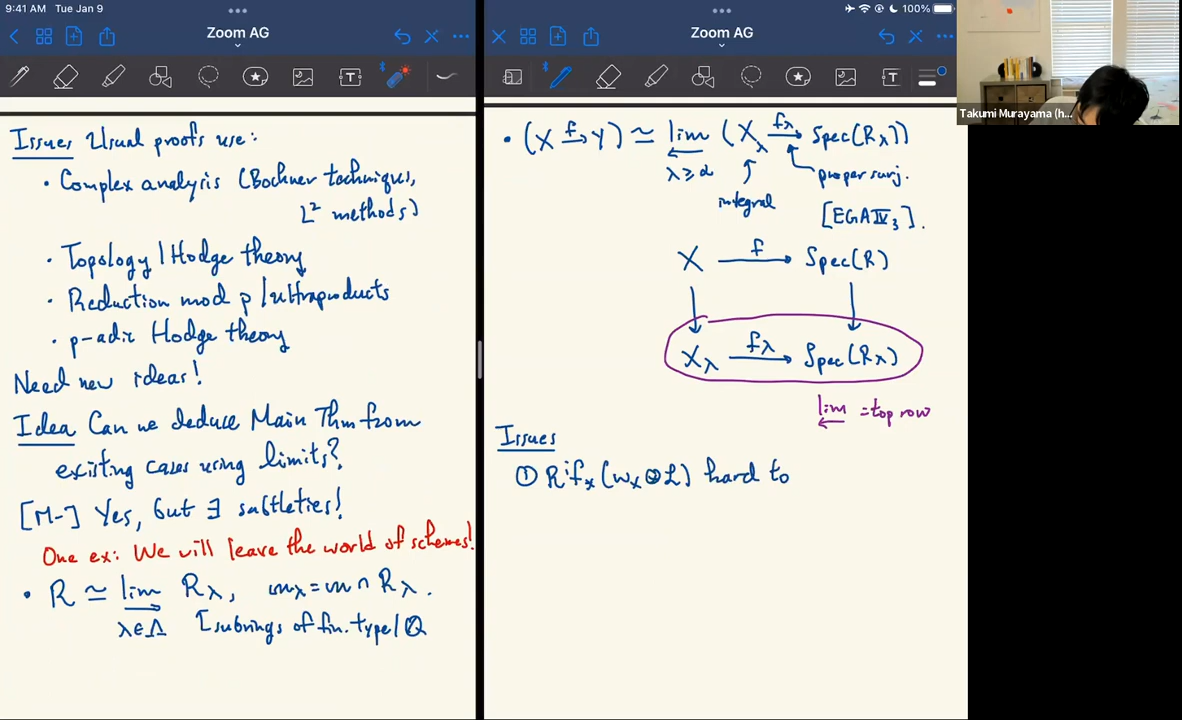 9:41 AM Tue Jan 9
Zoom AG
Issues Usual proofs use:
• Complex analysis (Bochner techniques,
L² methods)
• Topology / Hodge theory
• Reduction mod p / ultraproducts
• p-adic Hodge theory
Need new ideas!
Idea Can we deduce Main Thm from
existing cases using limits?
[M-] Yes, but ∃ subtleties!
One ex: We will leave the world of schemes!
• R ≃ lim→ Rλ, mλ = m ∩ Rλ.
λ∈Λ [subrings of fin. type / Q
100%
Zoom AG
• (X →f Y) ≃ lim← (Xλ →fλ Spec(Rλ))
λ≥α ↑ proper surj.
integral [EGA IV₃].
X →f Spec(R)
↓ ↓
Xλ →fλ Spec(Rλ)
lim← = top row
Issues
① Rⁱf∗(ωX ⊗ L) hard to
Takumi Murayama (h...